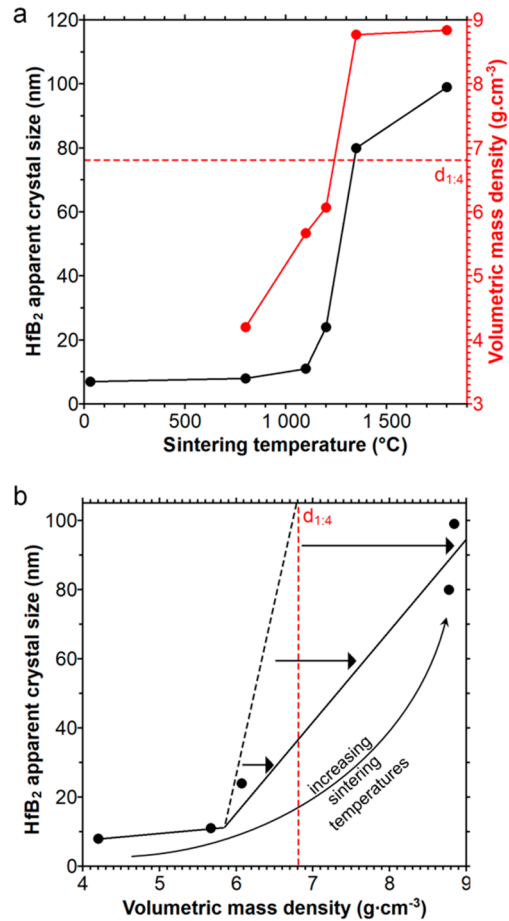 a
120
100
80
60
40
20
0
HfB2 apparent crystal size (nm)
9
8
7
6
5
4
3
Volumetric mass density (g.cm-3)
d1:4
0 500 1 000 1 500
Sintering temperature (°C)
b
100
80
60
40
20
0
HfB2 apparent crystal size (nm)
d1:4
increasing
sintering
temperatures
4 5 6 7 8 9
Volumetric mass density (g·cm-3)